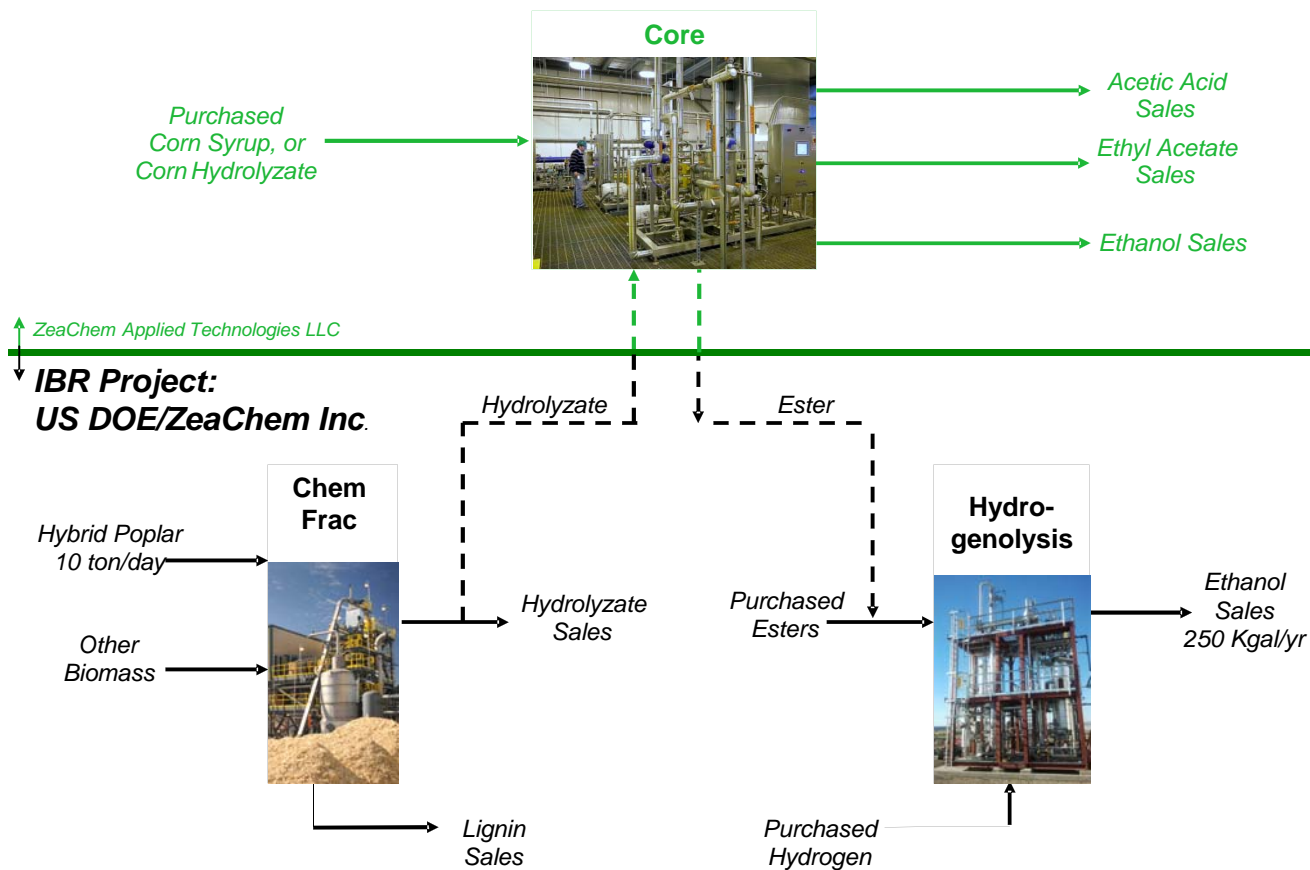 Core
Purchased
Corn Syrup, or
Corn Hydrolyzate
Acetic Acid
Sales
Ethyl Acetate
Sales
Ethanol Sales
ZeaChem Applied Technologies LLC
IBR Project:
US DOE/ZeaChem Inc.
Hydrolyzate
Ester
Chem
Frac
Hydro-
genolysis
Hybrid Poplar
10 ton/day
Other
Biomass
Hydrolyzate
Sales
Purchased
Esters
Ethanol
Sales
250 Kgal/yr
Lignin
Sales
Purchased
Hydrogen